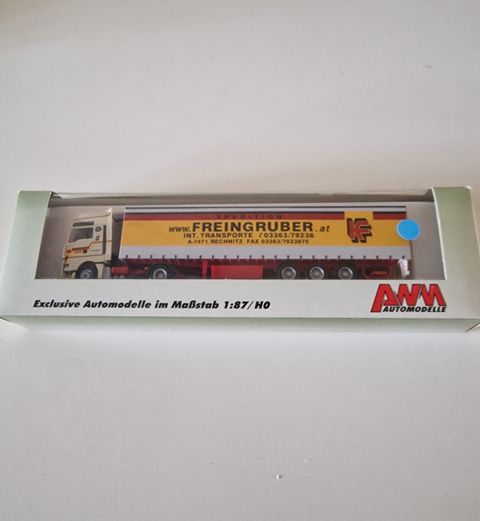 SPEDITION
www.FREINGRUBER.at
INT. TRANSPORTE ✆ 03363/79238
A-7471 RECHNITZ FAX 03363/7923875
KF
Exclusive Automodelle im Maßstab 1:87/H0
AWM
AUTOMODELLE